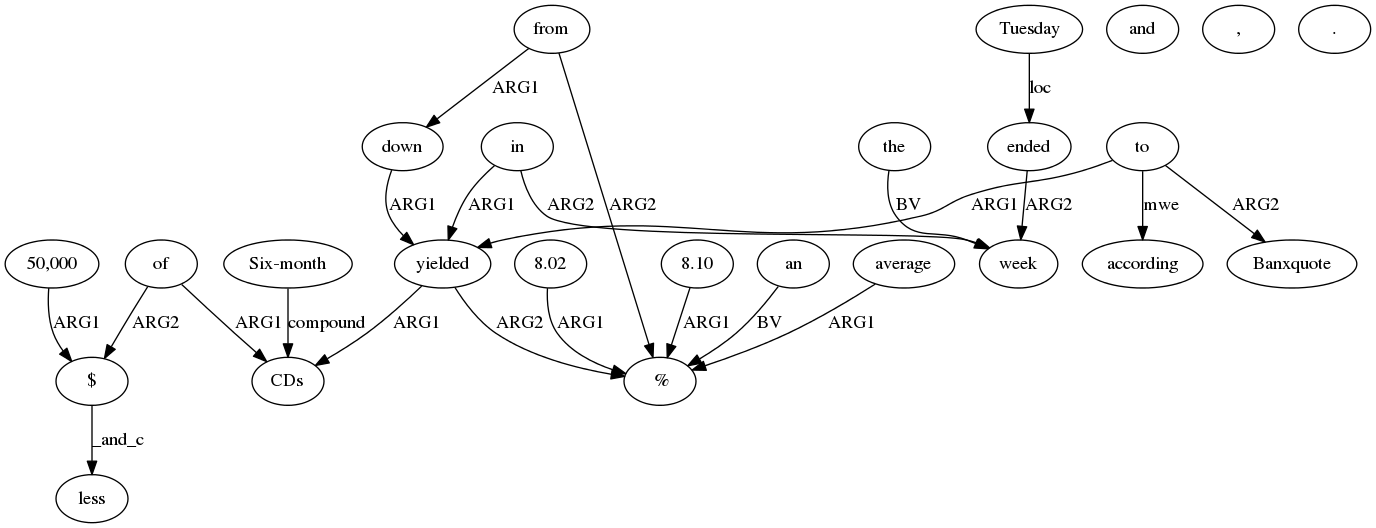 from Tuesday and , .
ARG1 loc
down in the ended to
ARG1 ARG1 ARG2 ARG2 BV ARG2 ARG1 mwe ARG2
50,000 of Six-month yielded 8.02 8.10 an average week according Banxquote
ARG1 ARG2 ARG1 compound ARG1 ARG2 ARG1 ARG1 BV ARG1
$ CDs %
_and_c
less